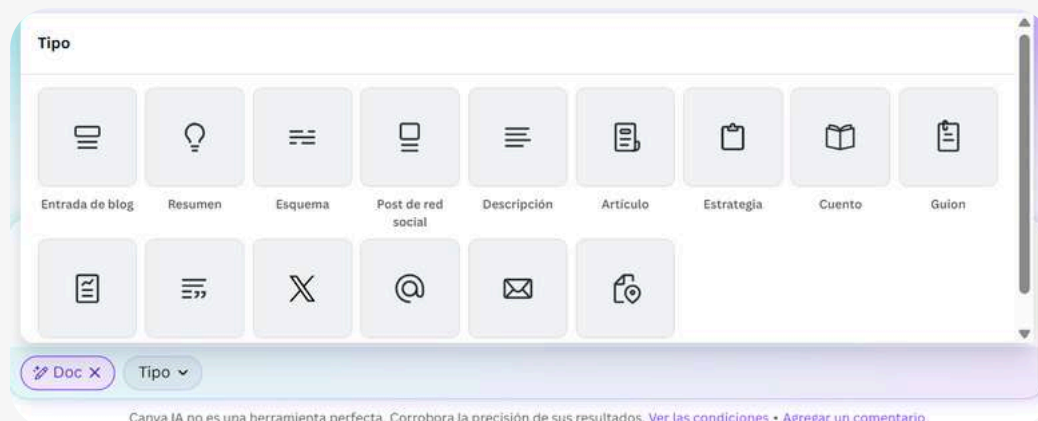 Tipo
Entrada de blog
Resumen
Esquema
Post de red social
Descripción
Artículo
Estrategia
Cuento
Guion
Doc
Tipo
Canva IA no es una herramienta perfecta. Corrobora la precisión de sus resultados. Ver las condiciones • Agregar un comentario